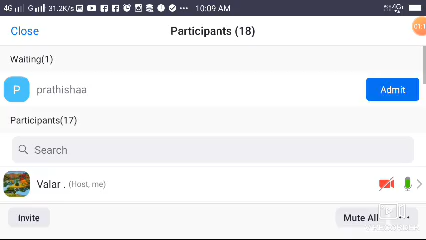 4G G 31.2K/s ••• 10:09 AM
Close Participants (18)
Waiting(1)
P prathishaa Admit
Participants(17)
Search
Valar . (Host, me)
Invite Mute All •••